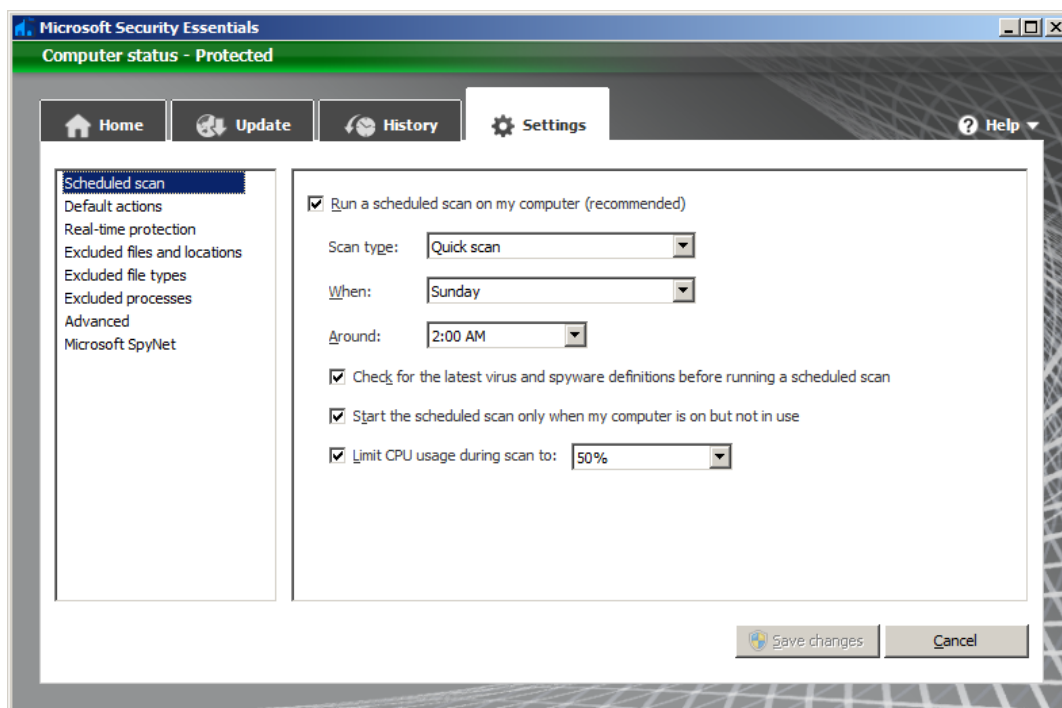 Microsoft Security Essentials
Computer status - Protected
Home
Update
History
Settings
Help
Scheduled scan
Default actions
Real-time protection
Excluded files and locations
Excluded file types
Excluded processes
Advanced
Microsoft SpyNet
Run a scheduled scan on my computer (recommended)
Scan type: Quick scan
When: Sunday
Around: 2:00 AM
Check for the latest virus and spyware definitions before running a scheduled scan
Start the scheduled scan only when my computer is on but not in use
Limit CPU usage during scan to: 50%
Save changes Cancel